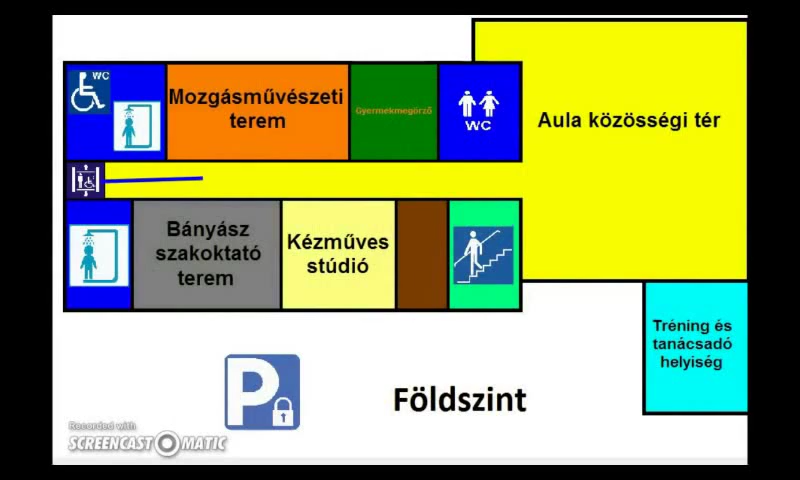 WC
Mozgásművészeti
terem
Gyermekmegörző
WC
Aula közösségi tér
Bányász
szakoktató
terem
Kézműves
stúdió
Tréning és
tanácsadó
helyiség
P
Földszint
Recorded with
SCREENCAST O MATIC